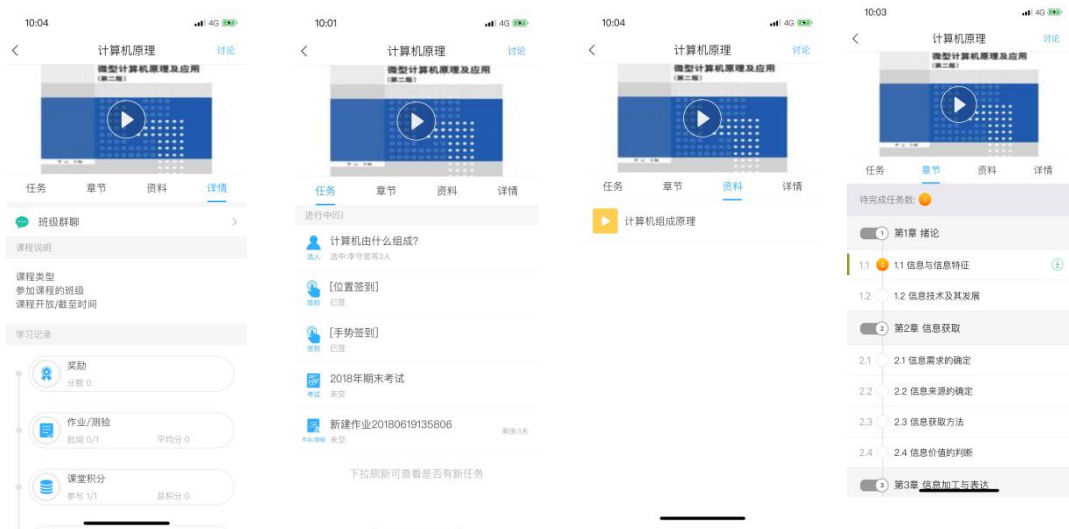 10:04
4G
计算机原理
讨论
微型计算机原理及应用
(第二版)
任务
章节
资料
详情
班级群聊
课程说明
课程类型
参加课程的班级
课程开放/截至时间
学习记录
奖励
分数 0
作业/测验
批阅 0/1
平均分 0
课堂积分
参与 1/1
总积分 0
10:01
4G
计算机原理
讨论
微型计算机原理及应用
(第二版)
任务
章节
资料
详情
进行中(5)
计算机由什么组成?
选人
选中:李守宽等3人
[位置签到]
签到
已签
[手势签到]
签到
已签
2018年期末考试
考试
未交
新建作业20180619135806
作业/测验
未交
剩余:1天
下拉刷新可查看是否有新任务
10:04
4G
计算机原理
讨论
微型计算机原理及应用
(第二版)
任务
章节
资料
详情
计算机组成原理
10:03
4G
计算机原理
讨论
微型计算机原理及应用
(第二版)
任务
章节
资料
详情
待完成任务数: 1
1 第1章 绪论
1.1 1 1.1 信息与信息特征
1.2 1.2 信息技术及其发展
2 第2章 信息获取
2.1 2.1 信息需求的确定
2.2 2.2 信息来源的确定
2.3 2.3 信息获取方法
2.4 2.4 信息价值的判断
3 第3章 信息加工与表达